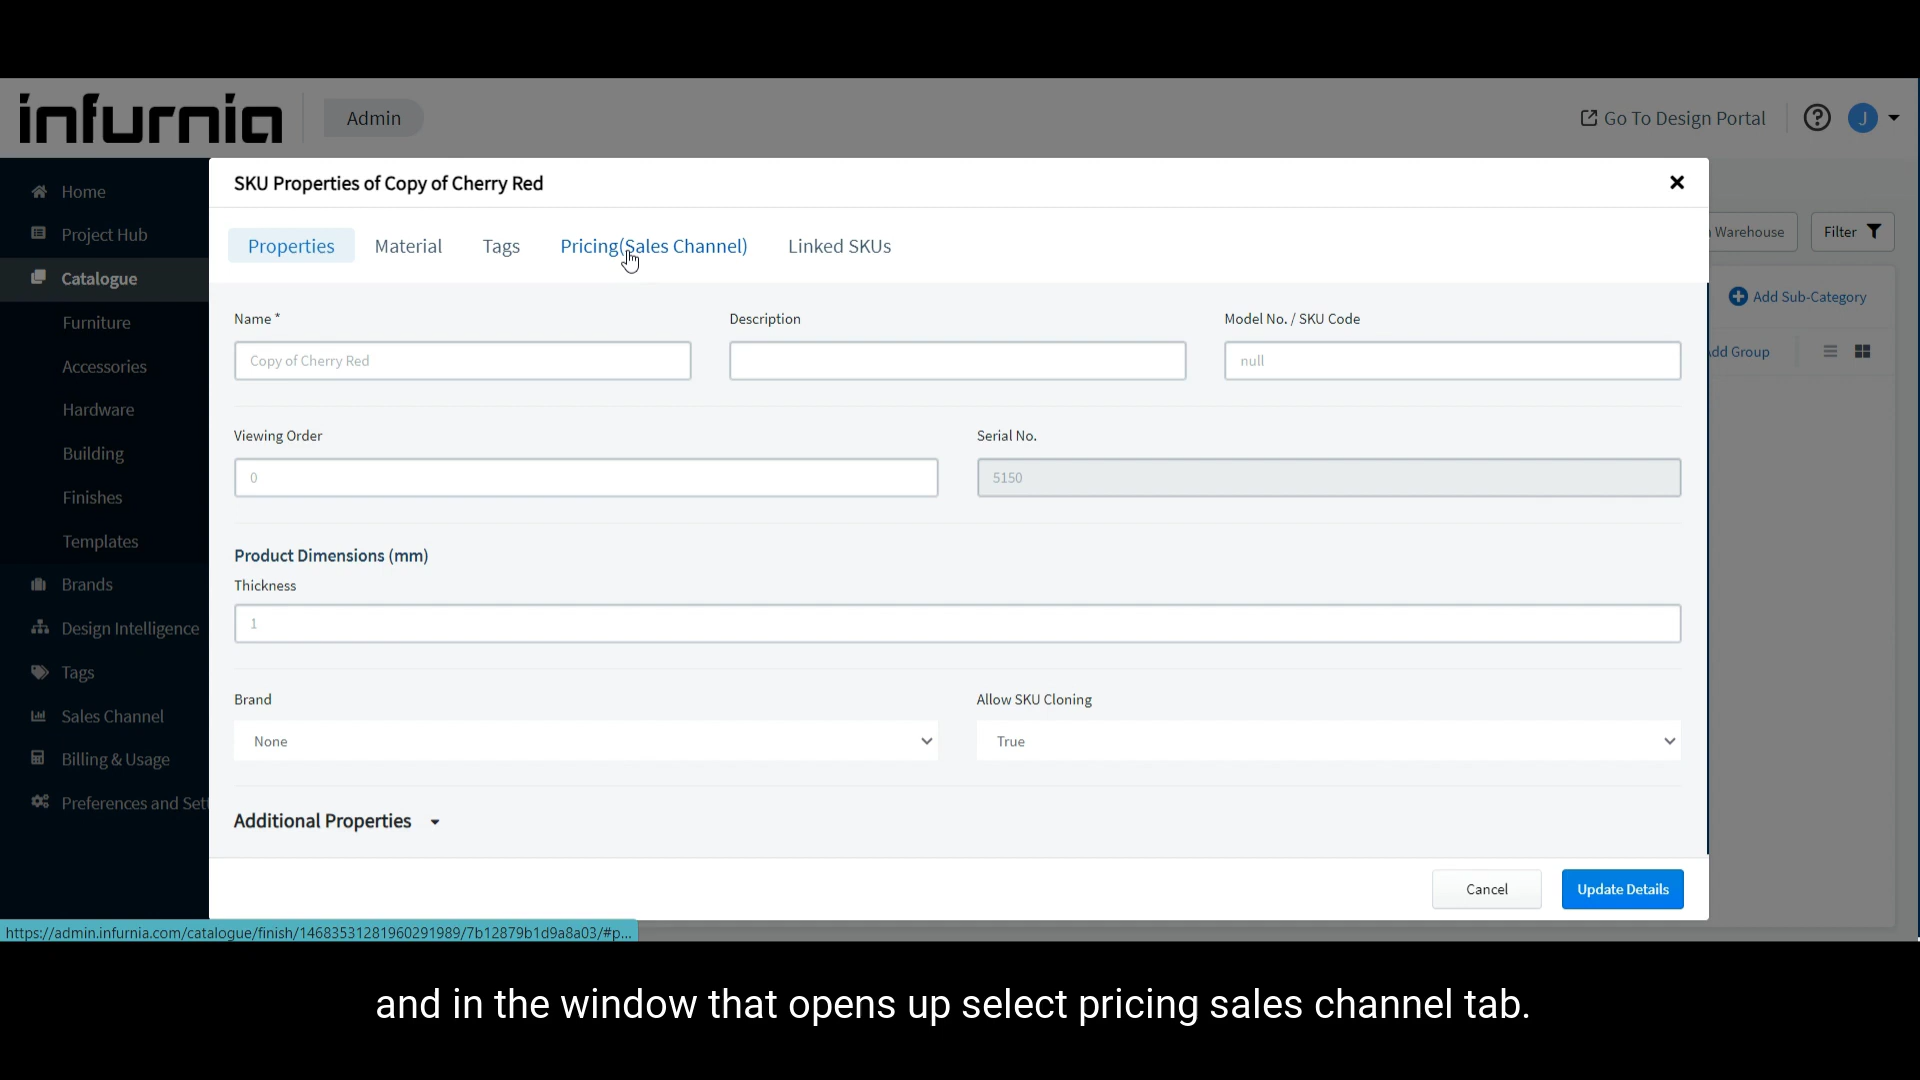 infurnia
Admin
Go To Design Portal
J
Home
Project Hub
Catalogue
Furniture
Accessories
Hardware
Building
Finishes
Templates
Brands
Design Intelligence
Tags
Sales Channel
Billing & Usage
Preferences and Set
SKU Properties of Copy of Cherry Red
Properties
Material
Tags
Pricing(Sales Channel)
Linked SKUs
Name *
Description
Model No. / SKU Code
Copy of Cherry Red
null
Viewing Order
Serial No.
0
5150
Product Dimensions (mm)
Thickness
1
Brand
Allow SKU Cloning
None
True
Additional Properties
Cancel
Update Details
Warehouse
Filter
Add Sub-Category
Add Group
https://admin.infurnia.com/catalogue/finish/14683531281960291989/7b12879b1d9a8a03/#p...
and in the window that opens up select pricing sales channel tab.